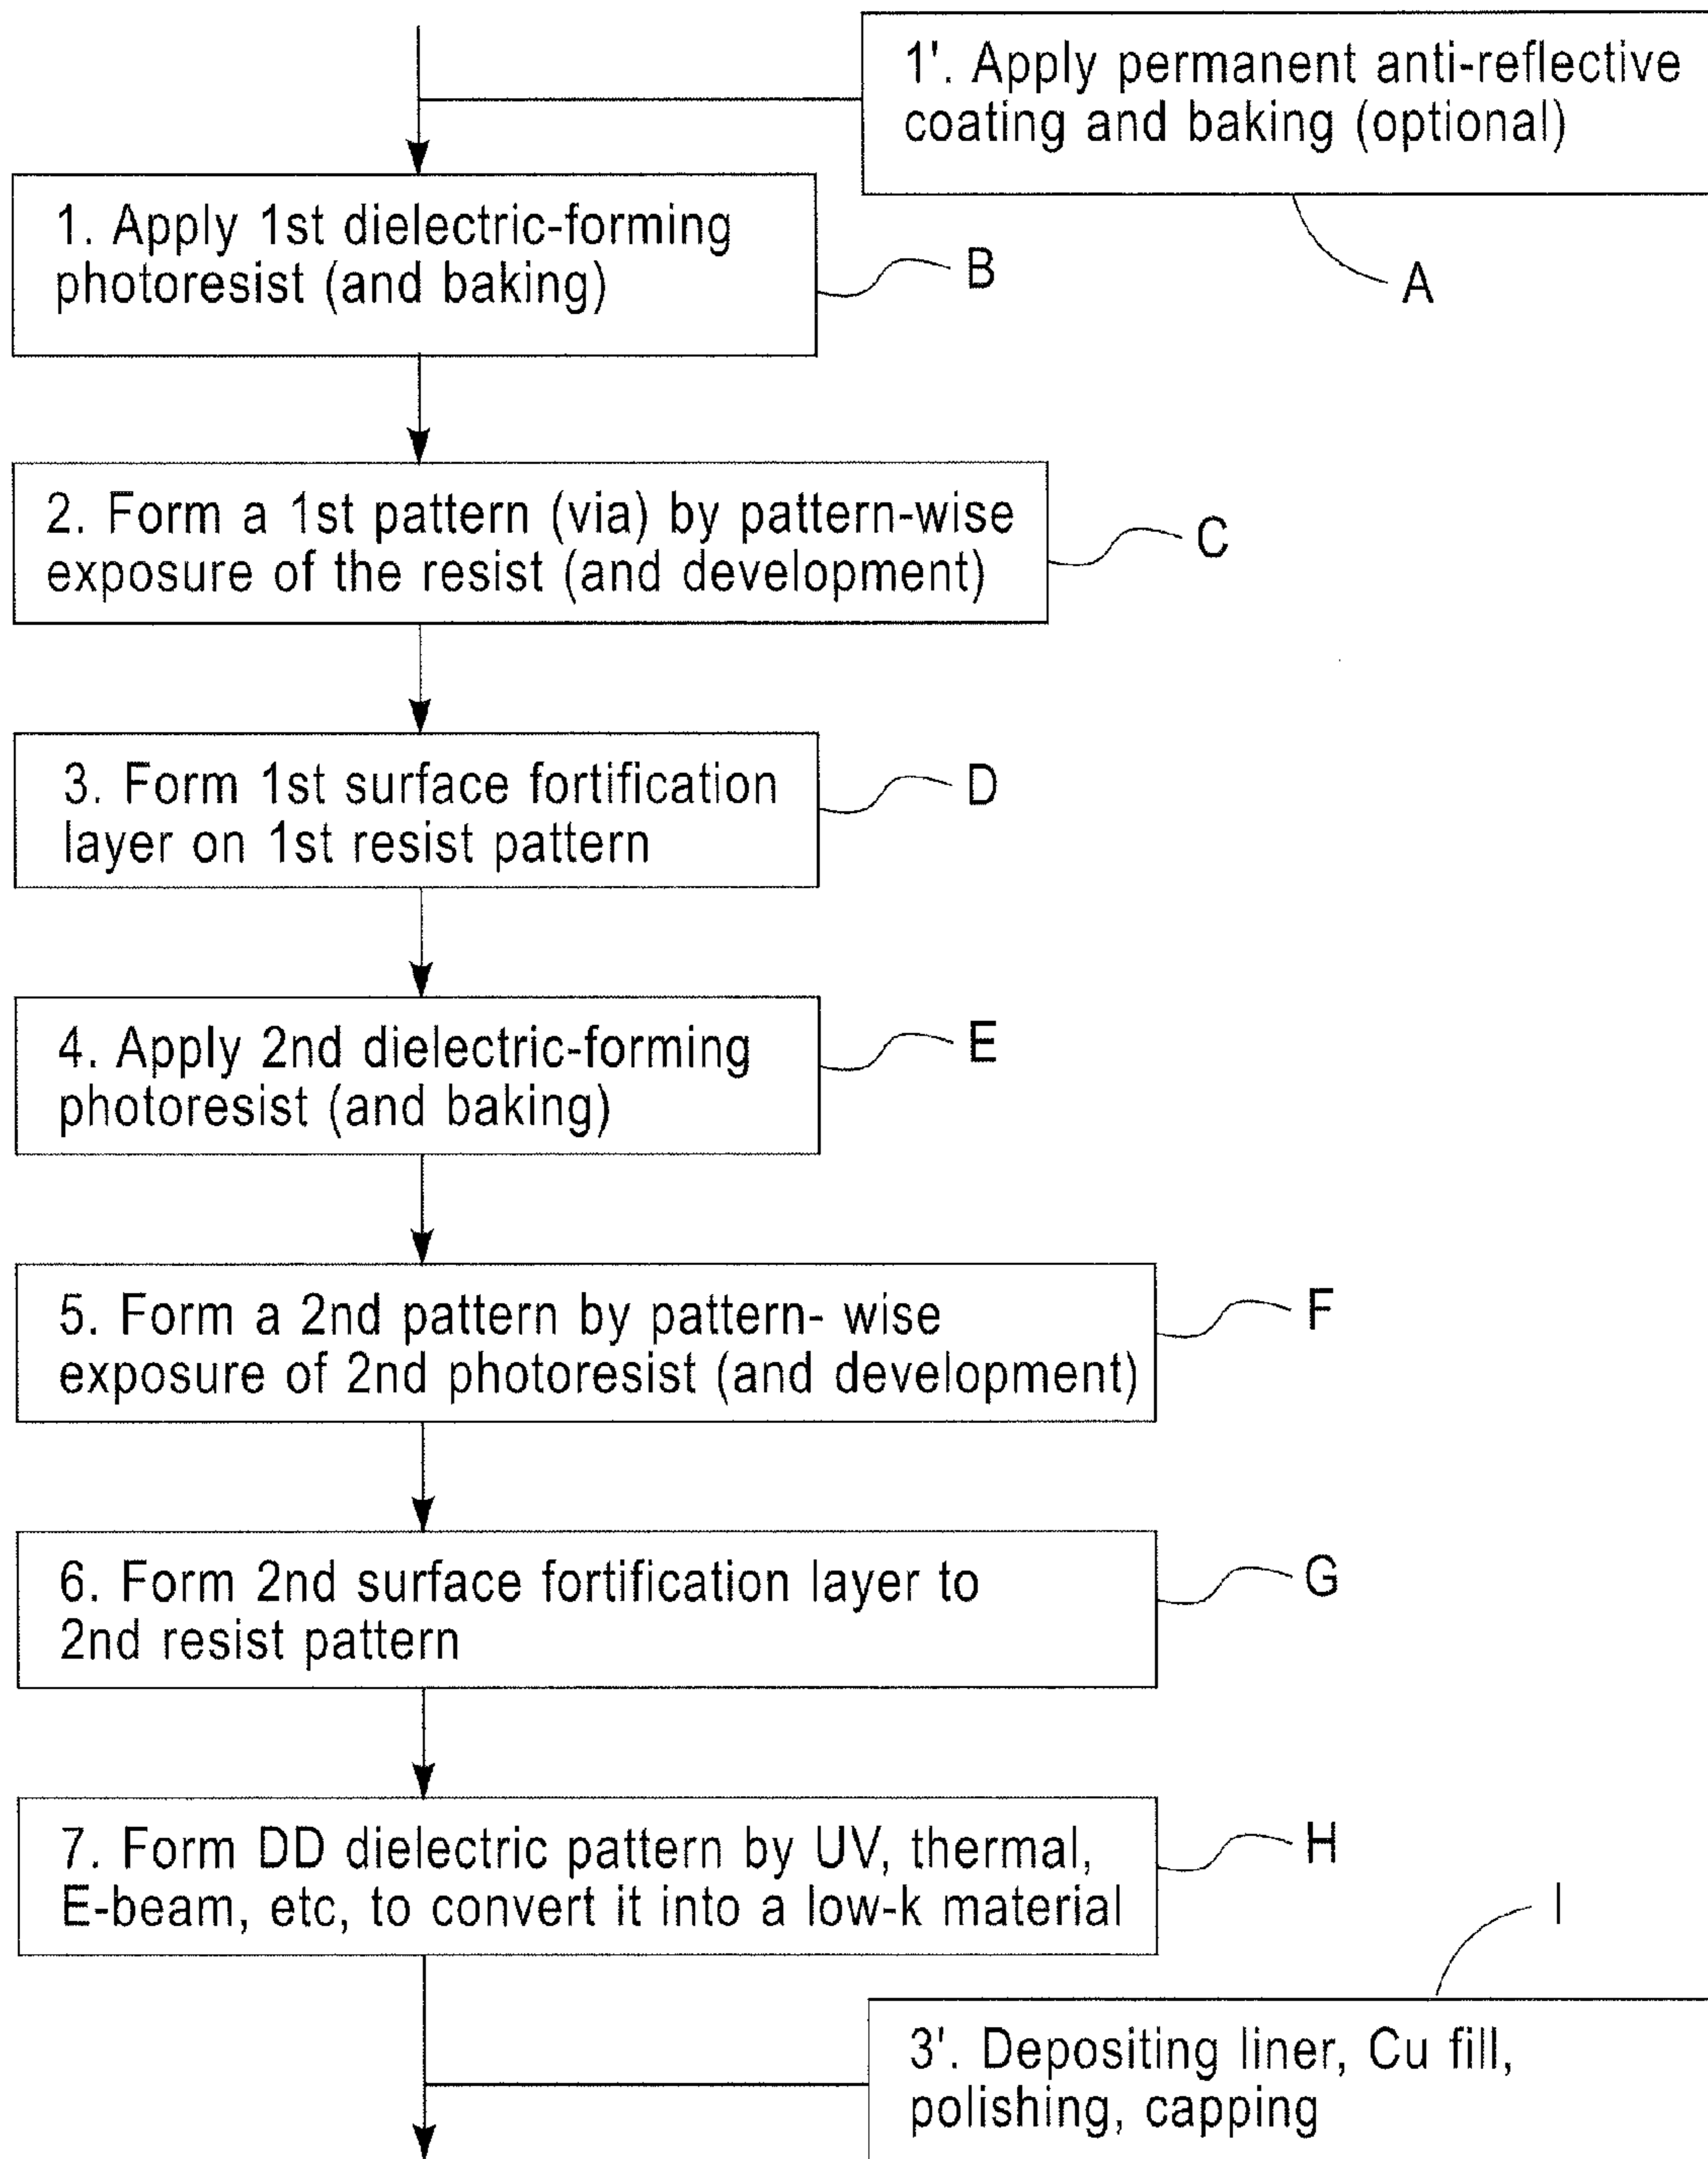 1'. Apply permanent anti-reflective
coating and baking (optional)
A
1. Apply 1st dielectric-forming
photoresist (and baking)
B
2. Form a 1st pattern (via) by pattern-wise
exposure of the resist (and development)
C
3. Form 1st surface fortification
layer on 1st resist pattern
D
4. Apply 2nd dielectric-forming
photoresist (and baking)
E
5. Form a 2nd pattern by pattern- wise
exposure of 2nd photoresist (and development)
F
6. Form 2nd surface fortification layer to
2nd resist pattern
G
7. Form DD dielectric pattern by UV, thermal,
E-beam, etc, to convert it into a low-k material
H
I
3'. Depositing liner, Cu fill,
polishing, capping